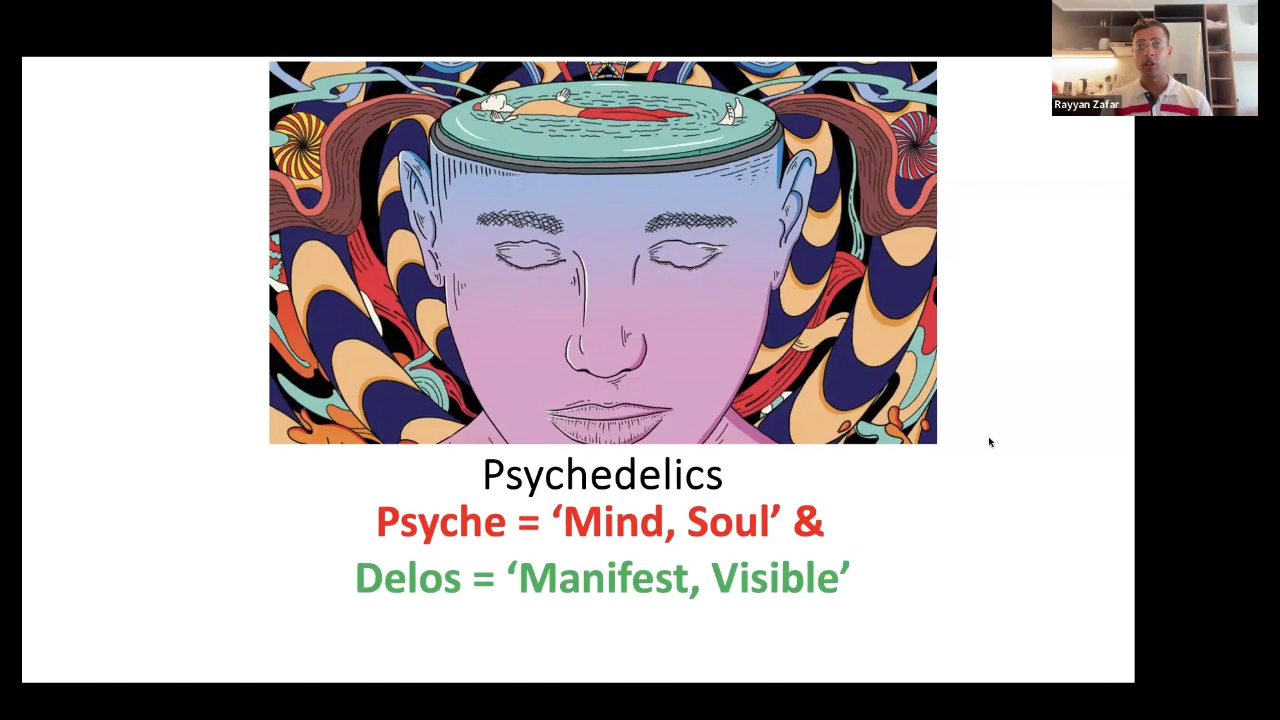 Rayyan Zafar
Psychedelics
Psyche = ‘Mind, Soul’ &
Delos = ‘Manifest, Visible’